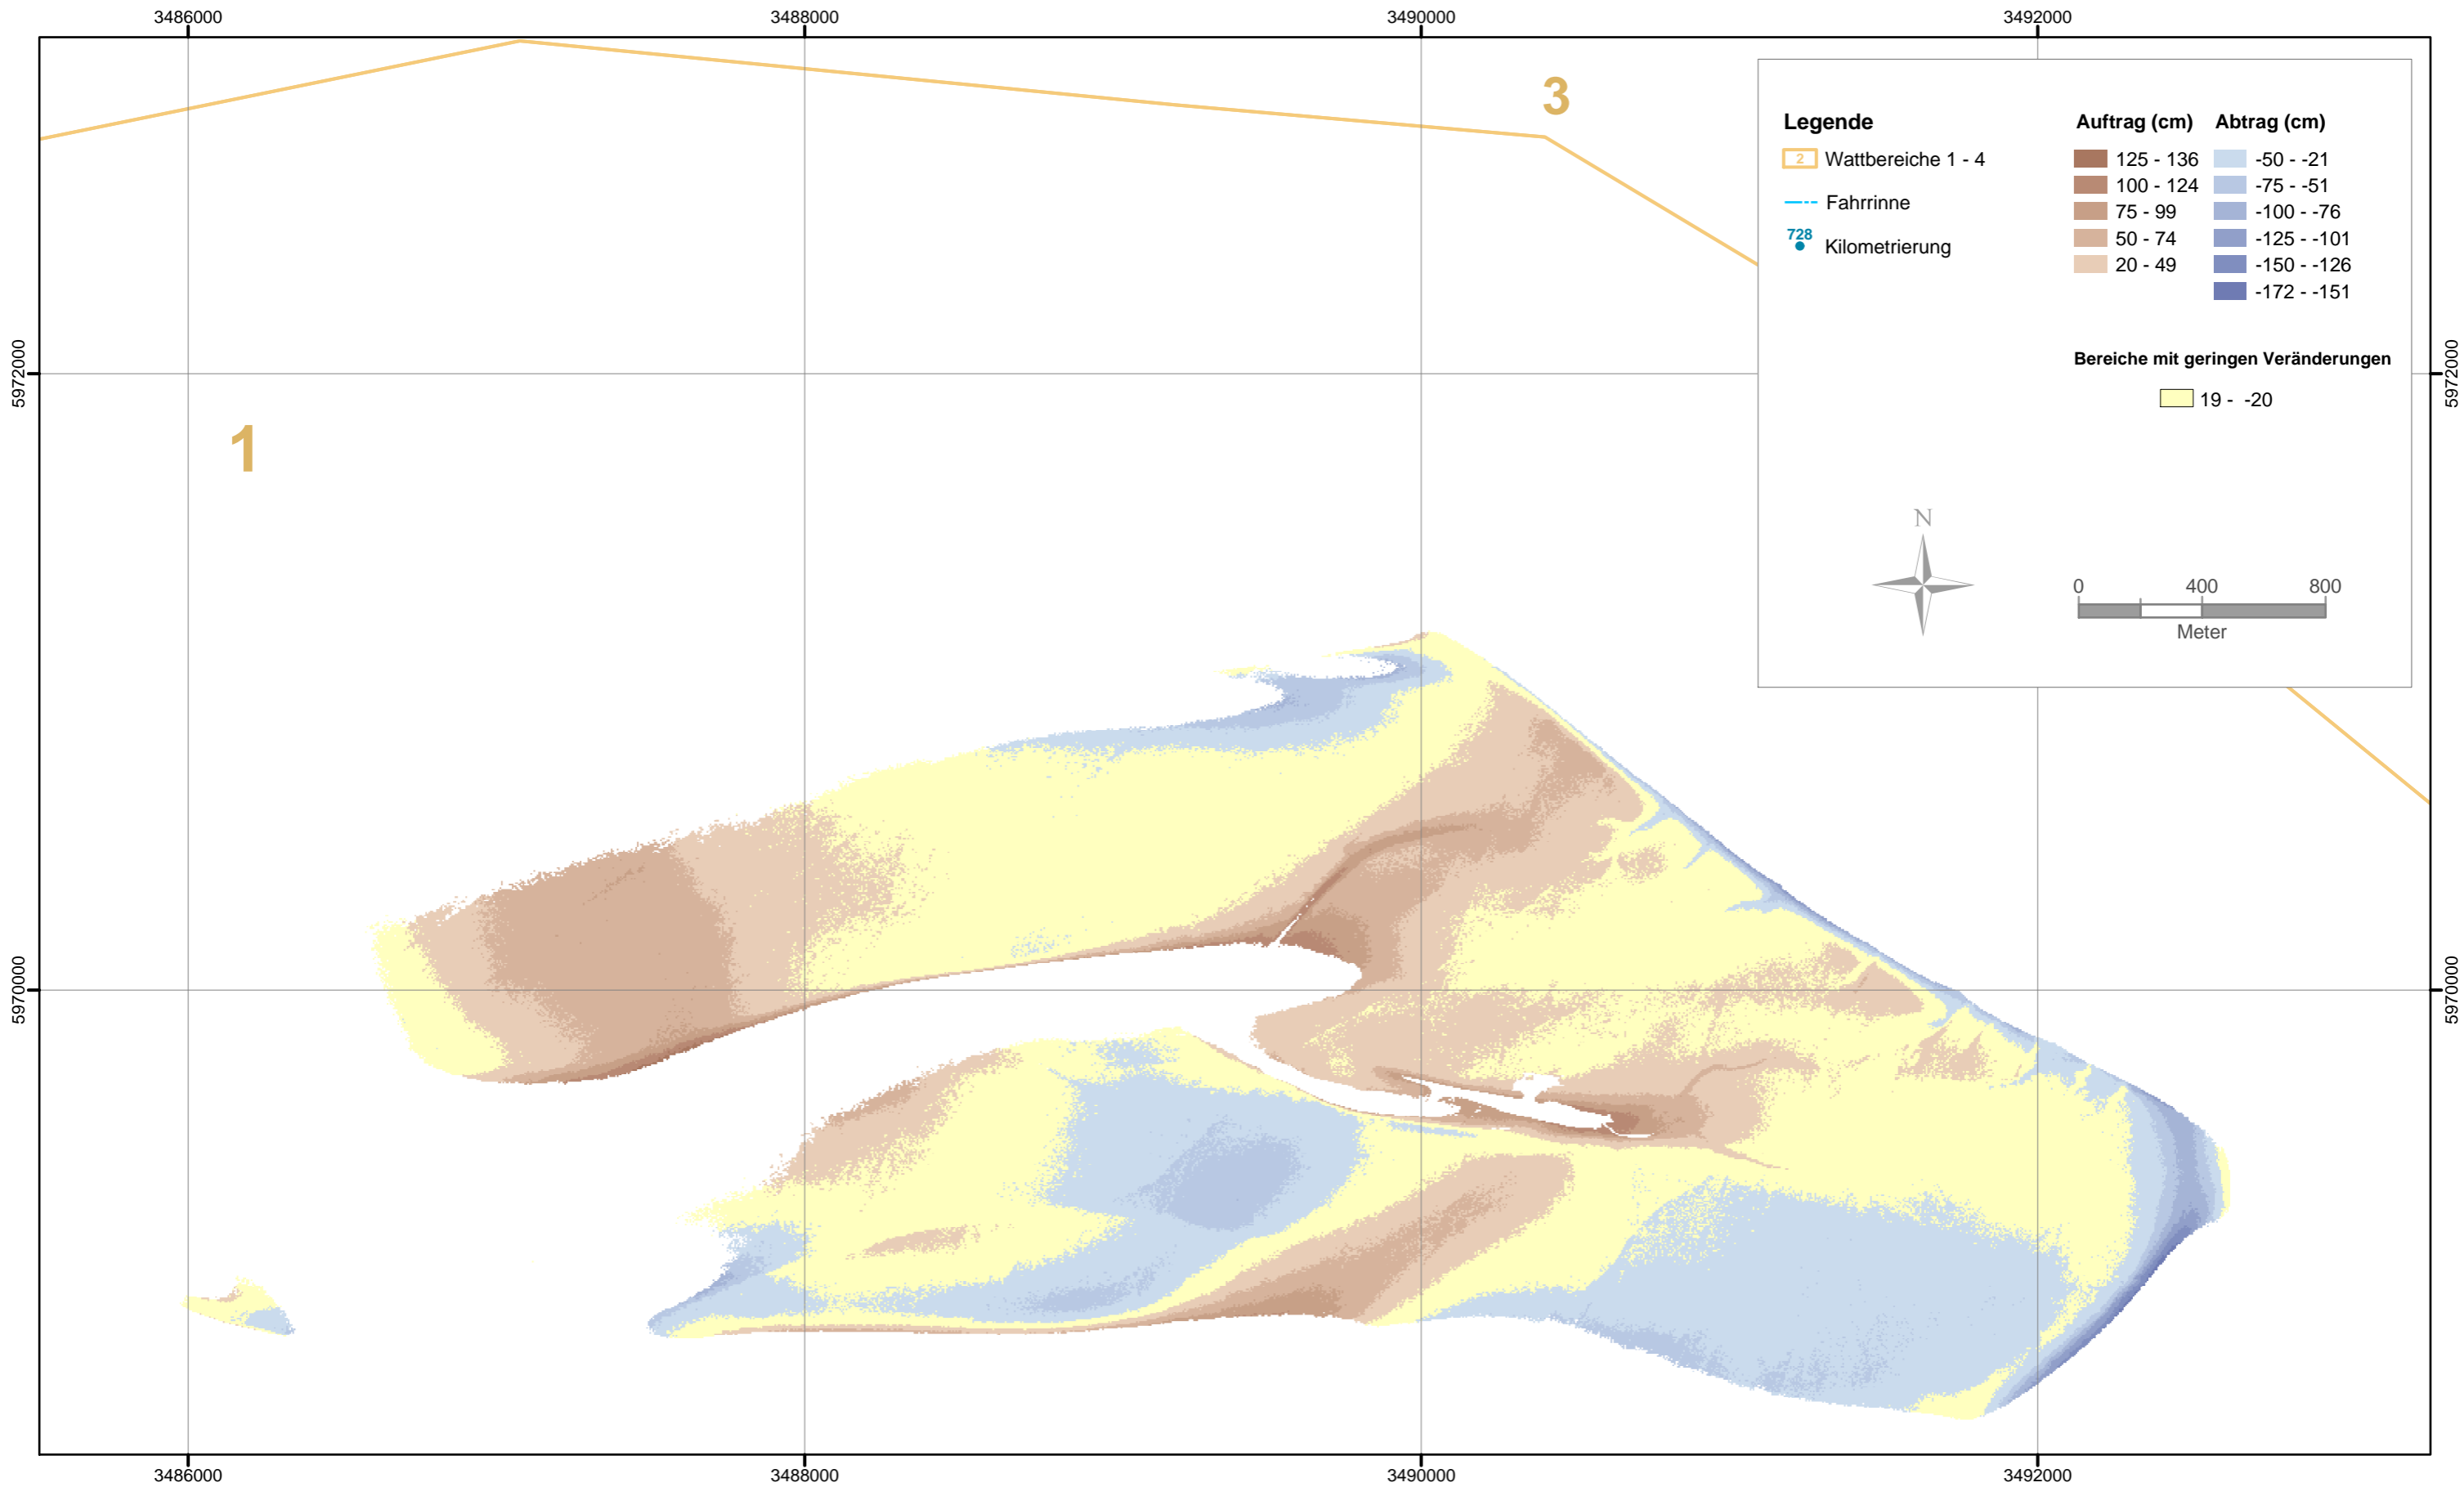 3486000 3488000 3490000 3492000
3
Legende
Auftrag (cm) Abtrag (cm)
2 Wattbereiche 1 - 4
125 - 136 -50 - -21
100 - 124 -75 - -51
Fahrrinne
75 - 99 -100 - -76
50 - 74 -125 - -101
728 Kilometrierung
20 - 49 -150 - -126
-172 - -151
Bereiche mit geringen Veränderungen
19 - -20
5972000 5972000
1
N
0 400 800
Meter
5970000 5970000
3486000 3488000 3490000 3492000